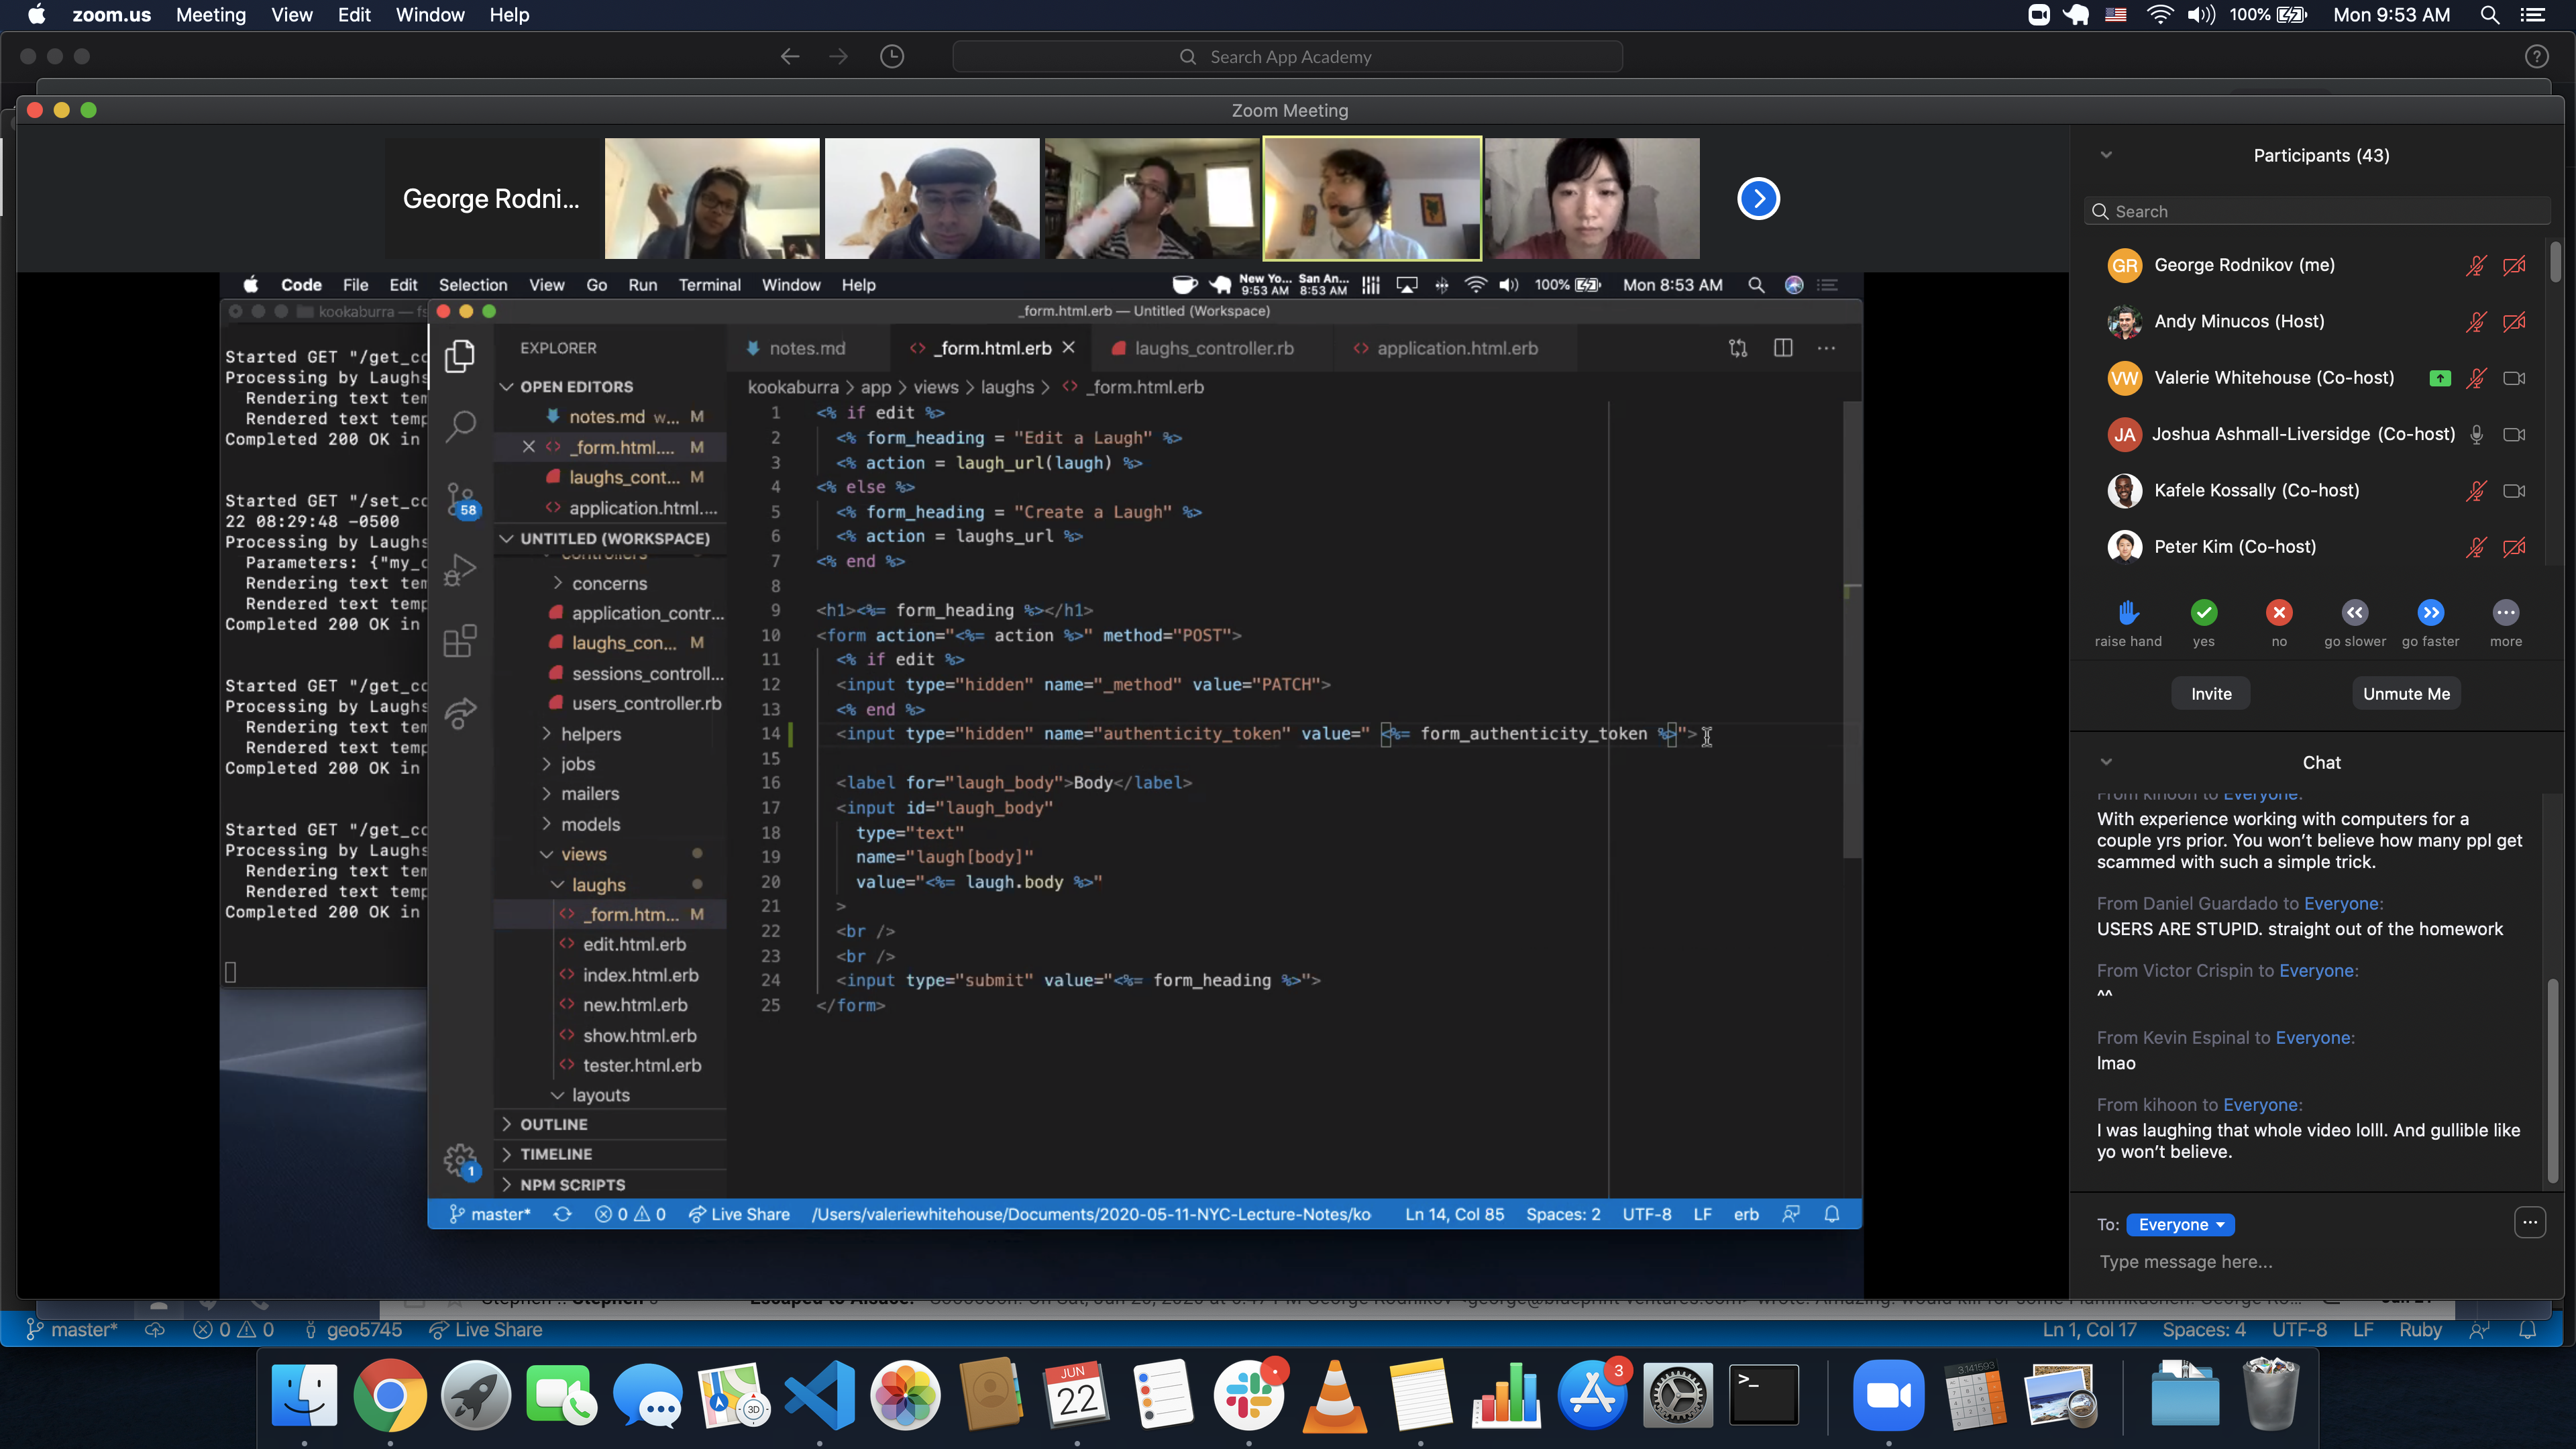 zoom.us Meeting View Edit Window Help
100% Mon 9:53 AM
Search App Academy
Zoom Meeting
George Rodni...
Code File Edit Selection View Go Run Terminal Window Help
New Yo... San An...
9:53 AM 8:53 AM
100% Mon 8:53 AM
kookaburra — fs
Started GET "/get_co
Processing by Laughs
Rendering text tem
Rendered text temp
Completed 200 OK in
Started GET "/set_co
22 08:29:48 -0500
Processing by Laughs
Parameters: {"my_c
Rendering text tem
Rendered text temp
Completed 200 OK in
Started GET "/get_co
Processing by Laughs
Rendering text tem
Rendered text temp
Completed 200 OK in
Started GET "/get_co
Processing by Laughs
Rendering text tem
Rendered text temp
Completed 200 OK in
_form.html.erb — Untitled (Workspace)
EXPLORER
OPEN EDITORS
notes.md w... M
_form.html.... M
laughs_cont... M
application.html....
UNTITLED (WORKSPACE)
controllers
concerns
application_contr...
laughs_con... M
sessions_controll...
users_controller.rb
helpers
jobs
mailers
models
views
laughs
_form.htm... M
edit.html.erb
index.html.erb
new.html.erb
show.html.erb
tester.html.erb
layouts
OUTLINE
TIMELINE
NPM SCRIPTS
58
1
notes.md _form.html.erb laughs_controller.rb application.html.erb
kookaburra > app > views > laughs > _form.html.erb
1 <% if edit %>
2 <% form_heading = "Edit a Laugh" %>
3 <% action = laugh_url(laugh) %>
4 <% else %>
5 <% form_heading = "Create a Laugh" %>
6 <% action = laughs_url %>
7 <% end %>
8
9 <h1><%= form_heading %></h1>
10 <form action="<%= action %>" method="POST">
11 <% if edit %>
12 <input type="hidden" name="_method" value="PATCH">
13 <% end %>
14 <input type="hidden" name="authenticity_token" value=" <%= form_authenticity_token %>">
15
16 <label for="laugh_body">Body</label>
17 <input id="laugh_body"
18 type="text"
19 name="laugh[body]"
20 value="<%= laugh.body %>"
21 >
22 <br />
23 <br />
24 <input type="submit" value="<%= form_heading %>">
25 </form>
master* 0 0 Live Share /Users/valeriewhitehouse/Documents/2020-05-11-NYC-Lecture-Notes/ko Ln 14, Col 85 Spaces: 2 UTF-8 LF erb
Participants (43)
Search
GR George Rodnikov (me)
Andy Minucos (Host)
VW Valerie Whitehouse (Co-host)
JA Joshua Ashmall-Liversidge (Co-host)
Kafele Kossally (Co-host)
Peter Kim (Co-host)
raise hand yes no go slower go faster more
Invite Unmute Me
Chat
From kihoon to Everyone:
With experience working with computers for a
couple yrs prior. You won't believe how many ppl get
scammed with such a simple trick.
From Daniel Guardado to Everyone:
USERS ARE STUPID. straight out of the homework
From Victor Crispin to Everyone:
^^
From Kevin Espinal to Everyone:
lmao
From kihoon to Everyone:
I was laughing that whole video lolll. And gullible like
yo won't believe.
To: Everyone
Type message here...
master* 0 0 geo5745 Live Share Ln 1, Col 17 Spaces: 4 UTF-8 LF Ruby
3D
JUN
22
3
3.141593